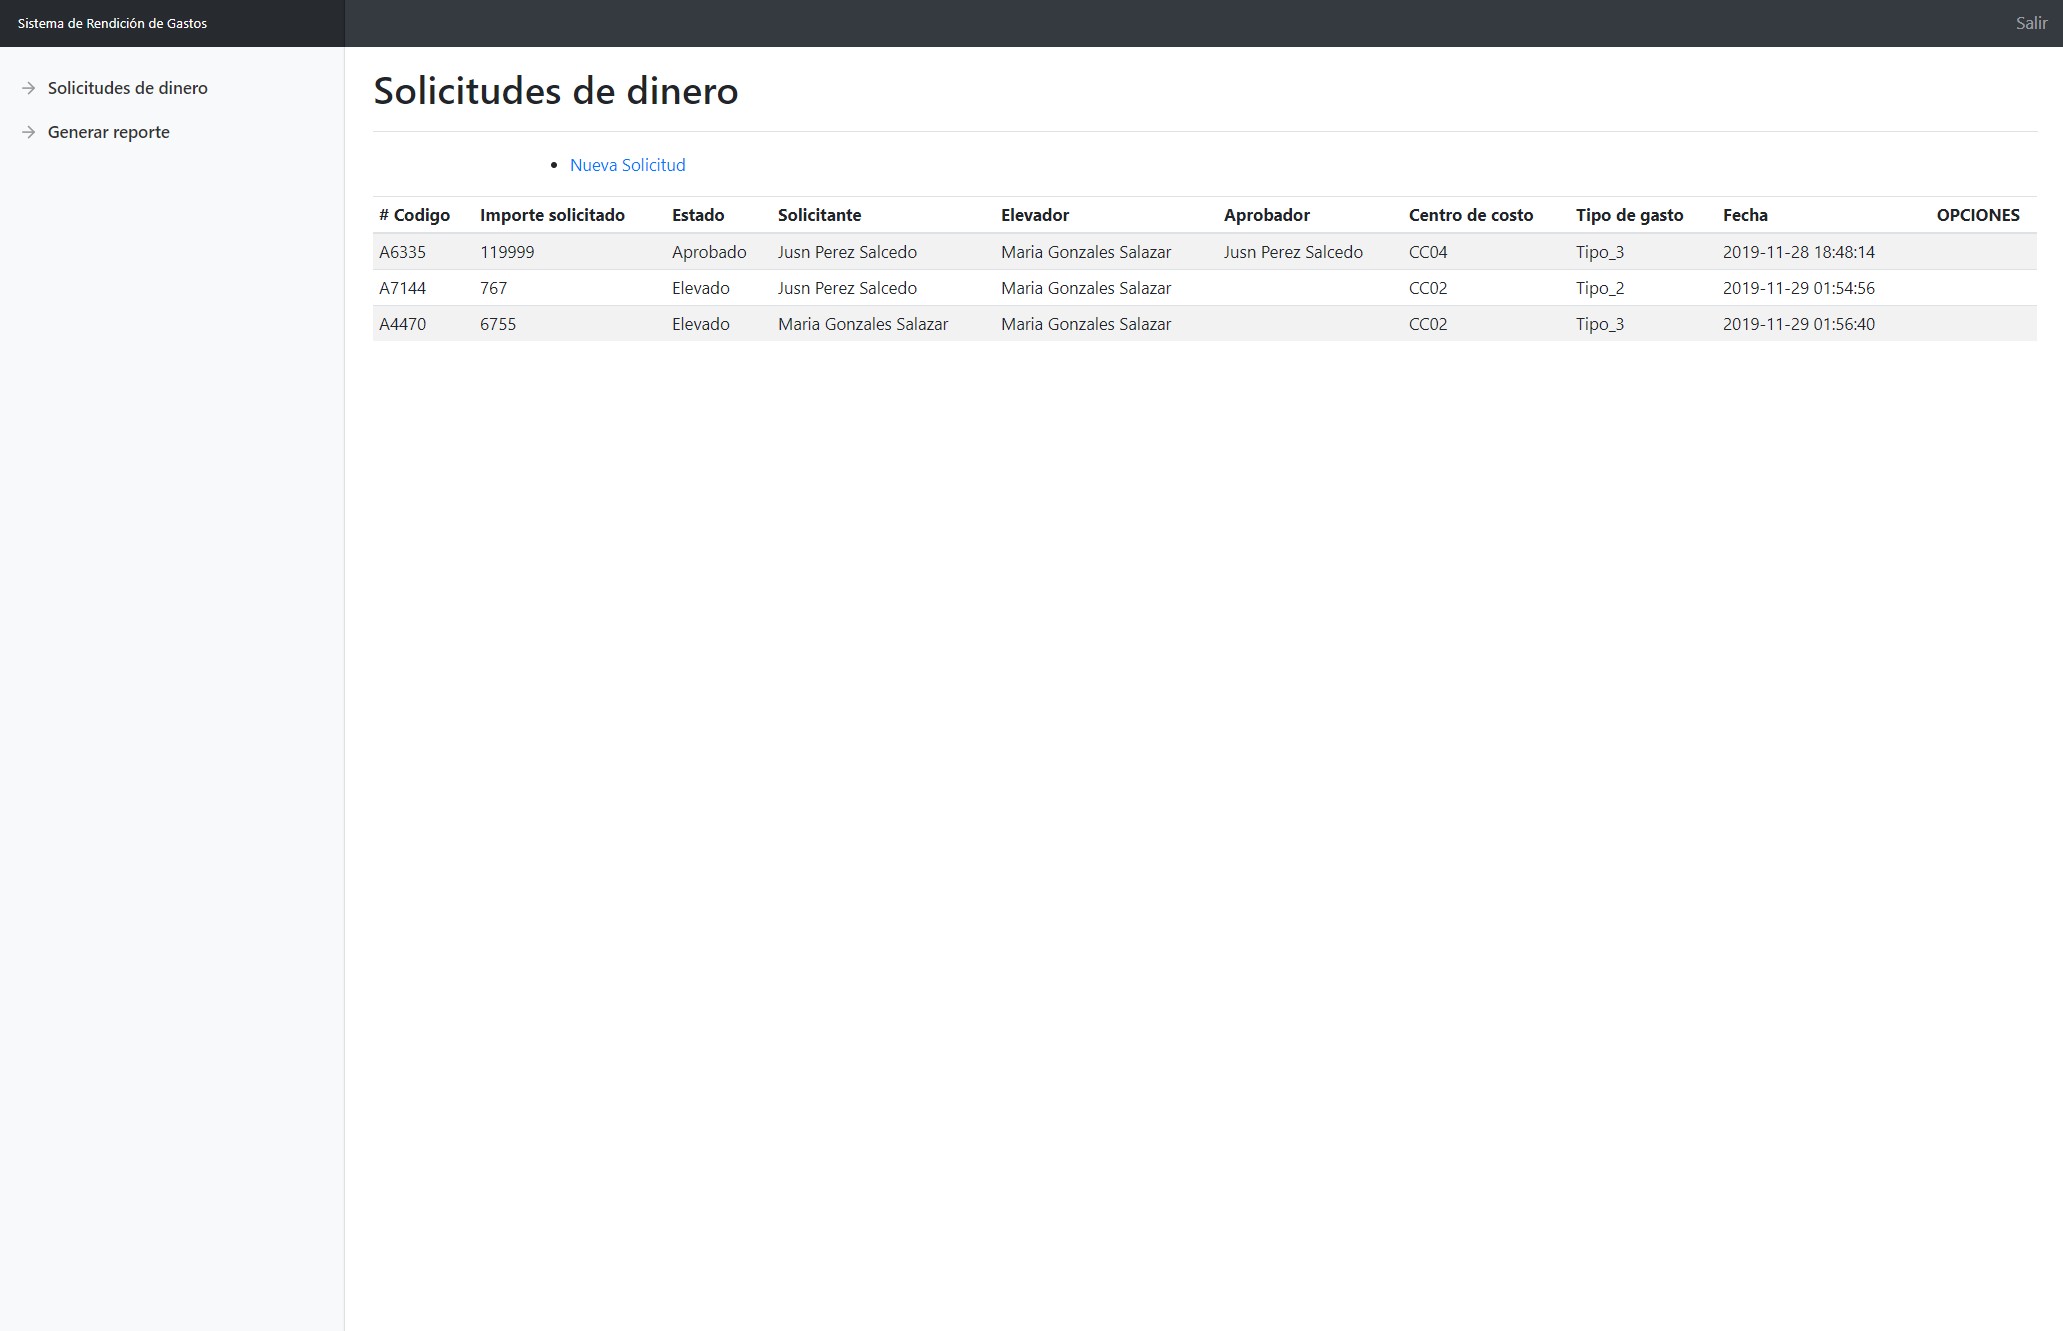 Sistema de Rendición de Gastos
Salir
Solicitudes de dinero
Generar reporte
Solicitudes de dinero
Nueva Solicitud
# Codigo Importe solicitado Estado Solicitante Elevador Aprobador Centro de costo Tipo de gasto Fecha OPCIONES
A6335 119999 Aprobado Jusn Perez Salcedo Maria Gonzales Salazar Jusn Perez Salcedo CC04 Tipo_3 2019-11-28 18:48:14
A7144 767 Elevado Jusn Perez Salcedo Maria Gonzales Salazar CC02 Tipo_2 2019-11-29 01:54:56
A4470 6755 Elevado Maria Gonzales Salazar Maria Gonzales Salazar CC02 Tipo_3 2019-11-29 01:56:40